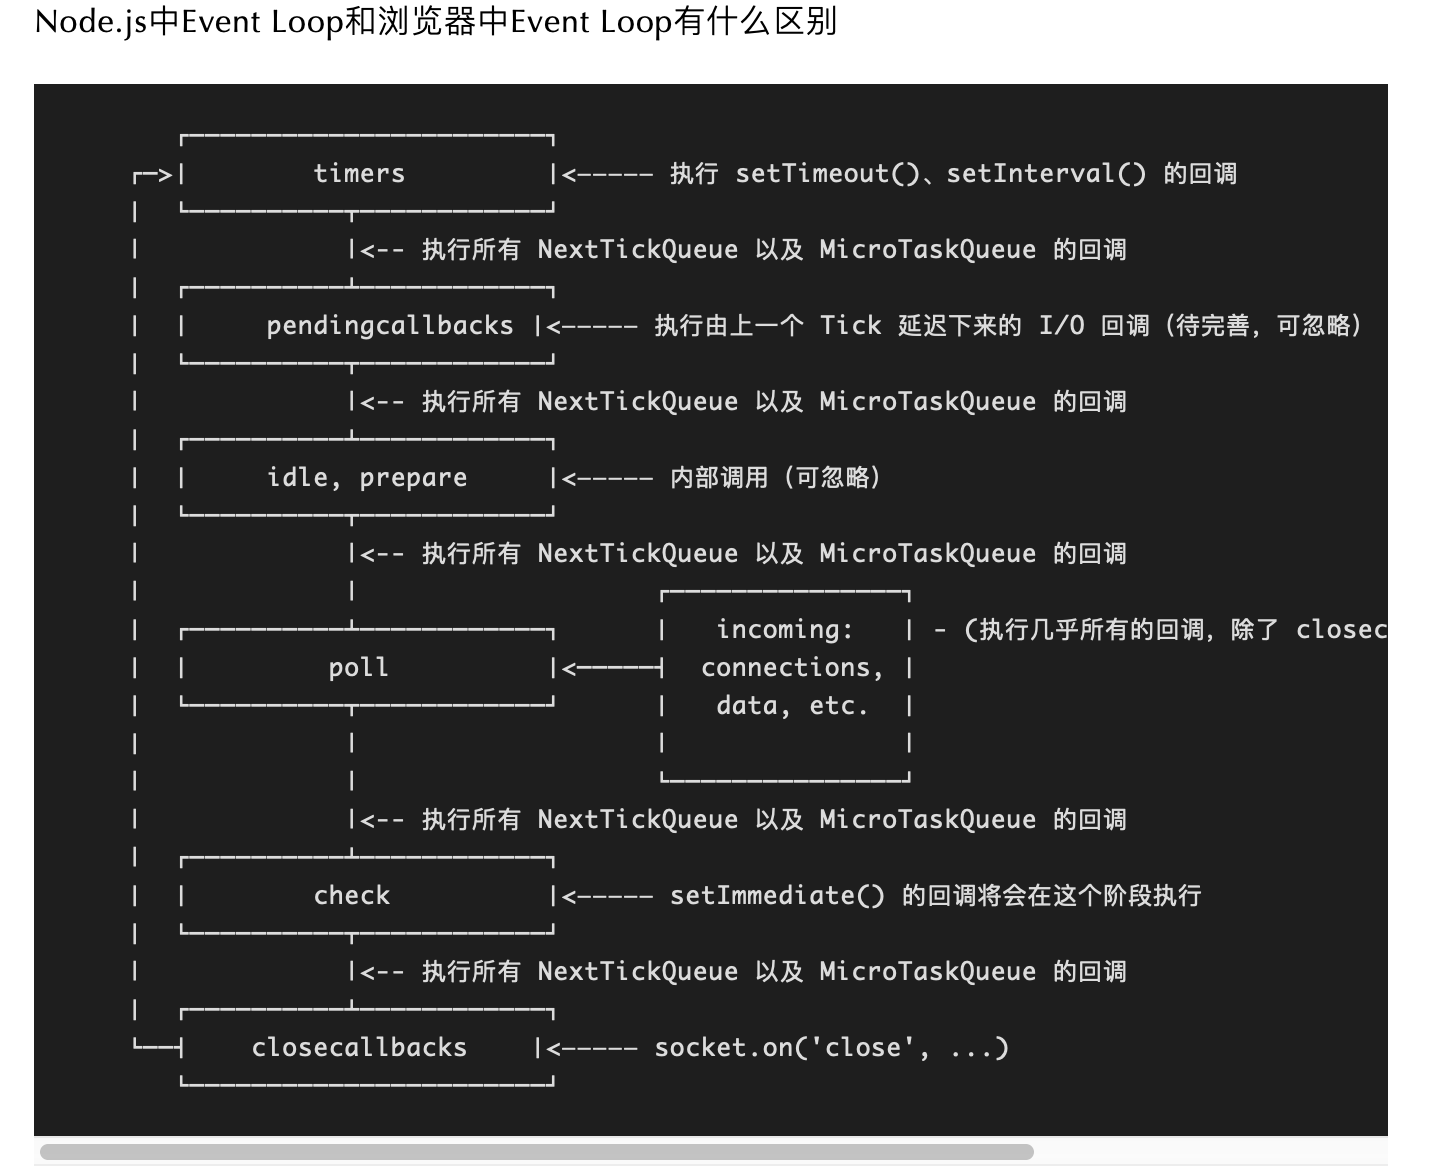 Node.js中Event Loop和浏览器中Event Loop有什么区别
timers <----- 执行 setTimeout()、setInterval() 的回调
<-- 执行所有 NextTickQueue 以及 MicroTaskQueue 的回调
pendingcallbacks <----- 执行由上一个 Tick 延迟下来的 I/O 回调（待完善，可忽略）
<-- 执行所有 NextTickQueue 以及 MicroTaskQueue 的回调
idle, prepare <----- 内部调用（可忽略）
<-- 执行所有 NextTickQueue 以及 MicroTaskQueue 的回调
incoming: - (执行几乎所有的回调，除了 closec
poll connections,
data, etc.
<-- 执行所有 NextTickQueue 以及 MicroTaskQueue 的回调
check <----- setImmediate() 的回调将会在这个阶段执行
<-- 执行所有 NextTickQueue 以及 MicroTaskQueue 的回调
closecallbacks <----- socket.on('close', ...)